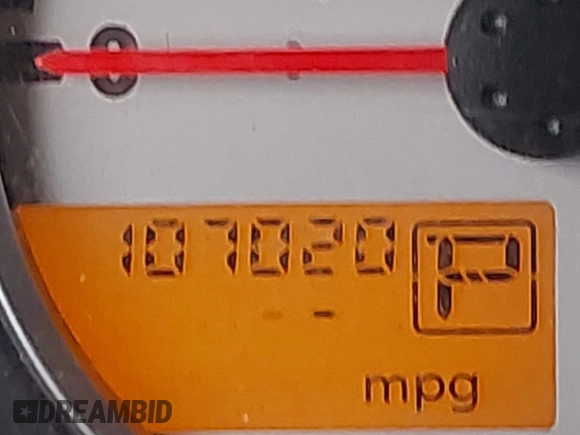 0
107020 P
- -
mpg
DREAMBID